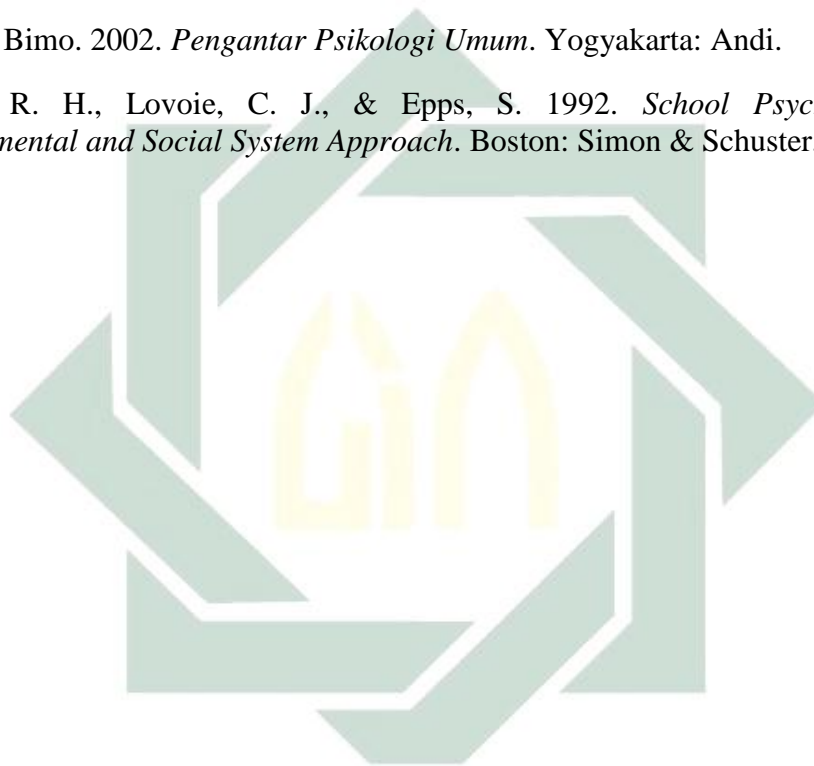 Bimo. 2002. Pengantar Psikologi Umum. Yogyakarta: Andi.
R. H., Lovoie, C. J., & Epps, S. 1992. School Psyc
mental and Social System Approach. Boston: Simon & Schuster.
UIN